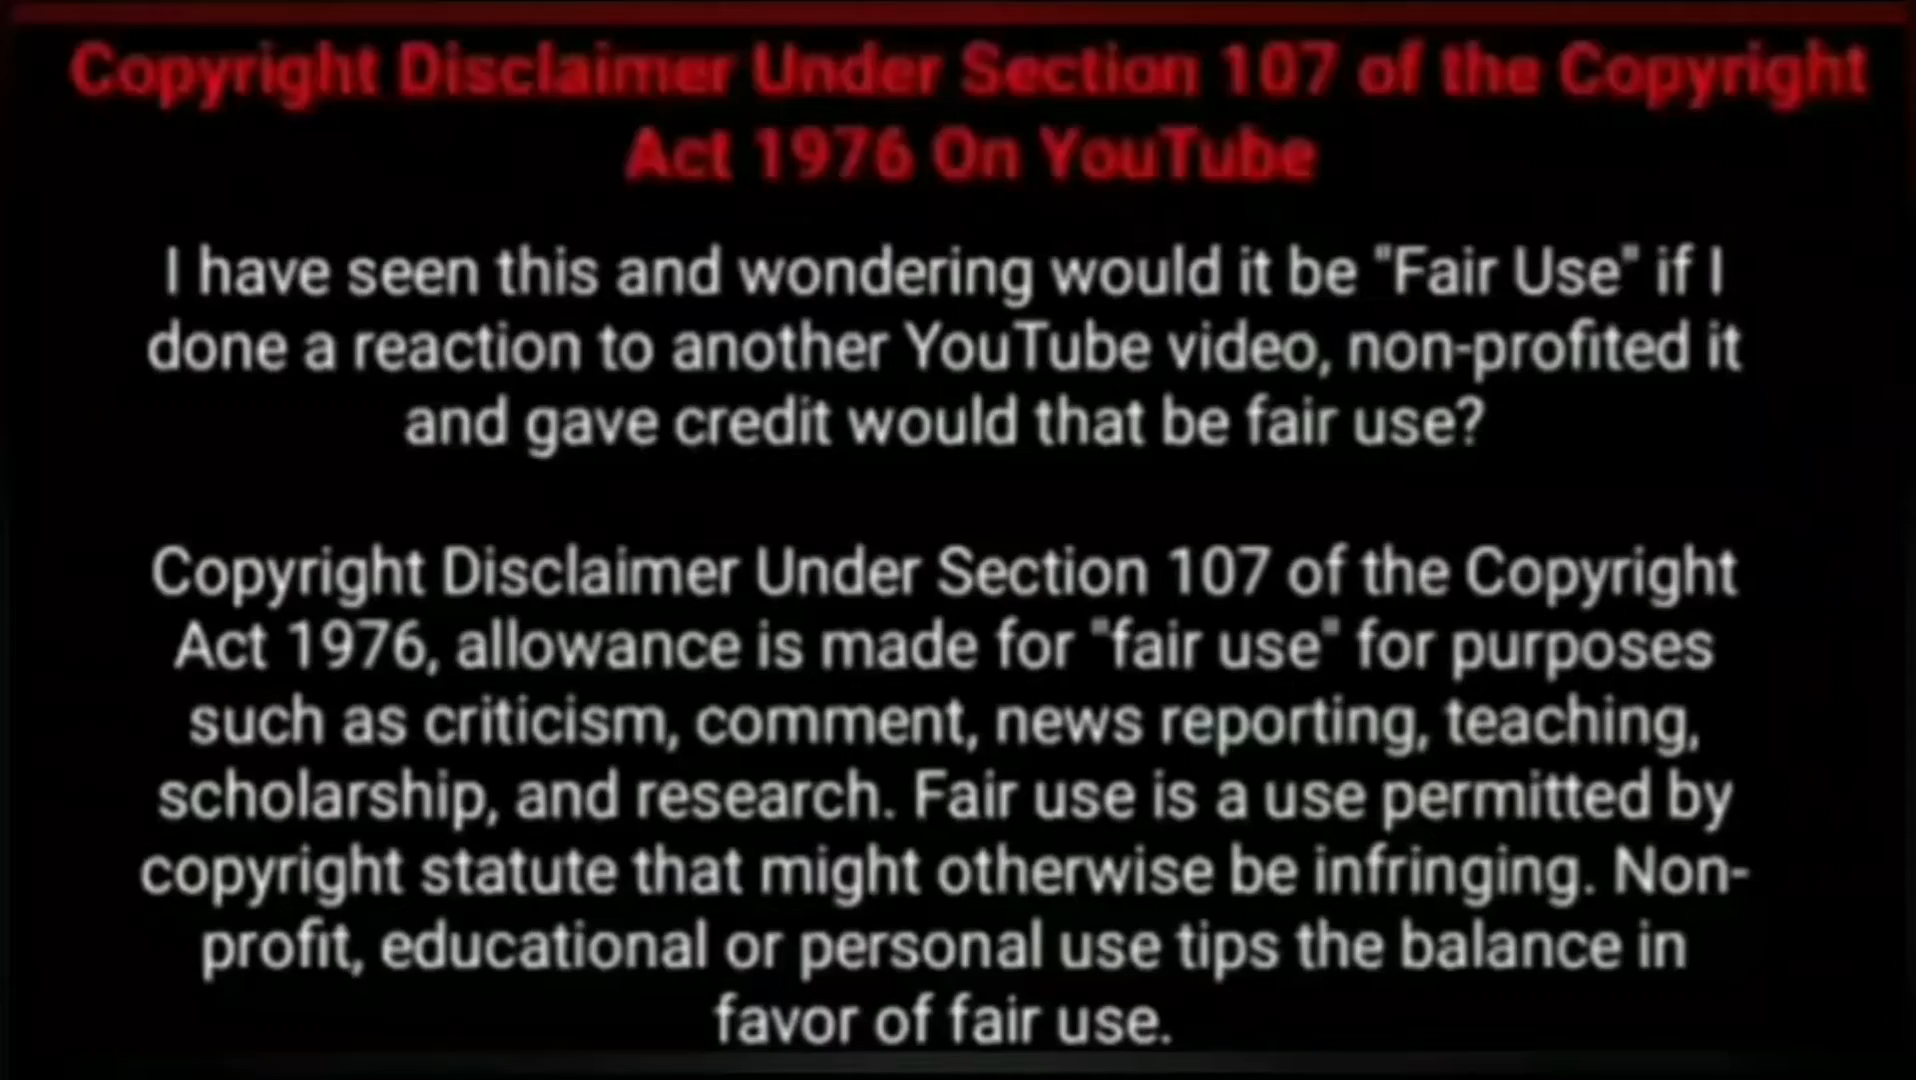 Copyright Disclaimer Under Section 107 of the Copyright
Act 1976 On YouTube
I have seen this and wondering would it be "Fair Use" if I
done a reaction to another YouTube video, non-profited it
and gave credit would that be fair use?
Copyright Disclaimer Under Section 107 of the Copyright
Act 1976, allowance is made for "fair use" for purposes
such as criticism, comment, news reporting, teaching,
scholarship, and research. Fair use is a use permitted by
copyright statute that might otherwise be infringing. Non-
profit, educational or personal use tips the balance in
favor of fair use.